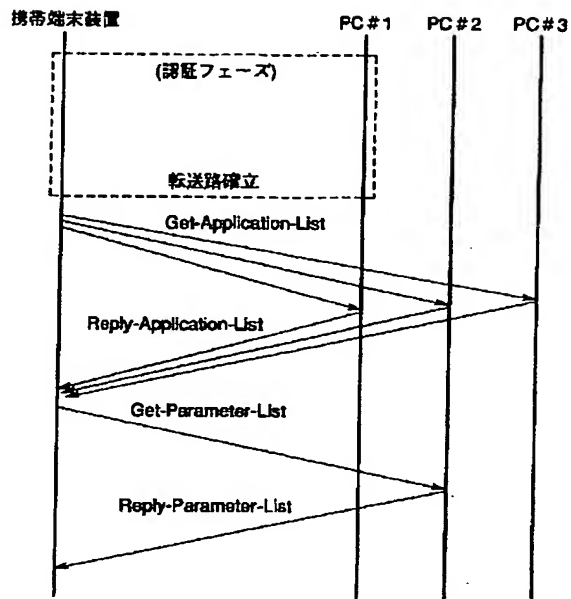 携帯端末装置 PC#1 PC#2 PC#3
(認証フェーズ)
転送路確立
Get-Application-List
Reply-Application-List
Get-Parameter-List
Reply-Parameter-List